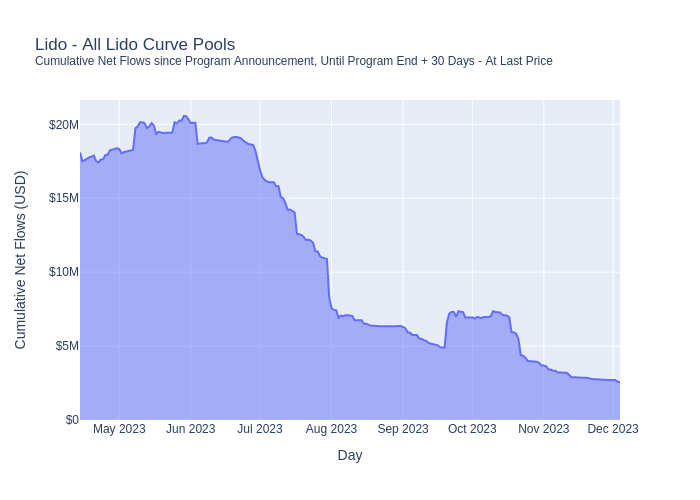 Lido - All Lido Curve Pools
Cumulative Net Flows since Program Announcement, Until Program End + 30 Days - At Last Price
Cumulative Net Flows (USD)
$20M
$15M
$10M
$5M
$0
May 2023
Jun 2023
Jul 2023
Aug 2023
Sep 2023
Oct 2023
Nov 2023
Dec 2023
Day